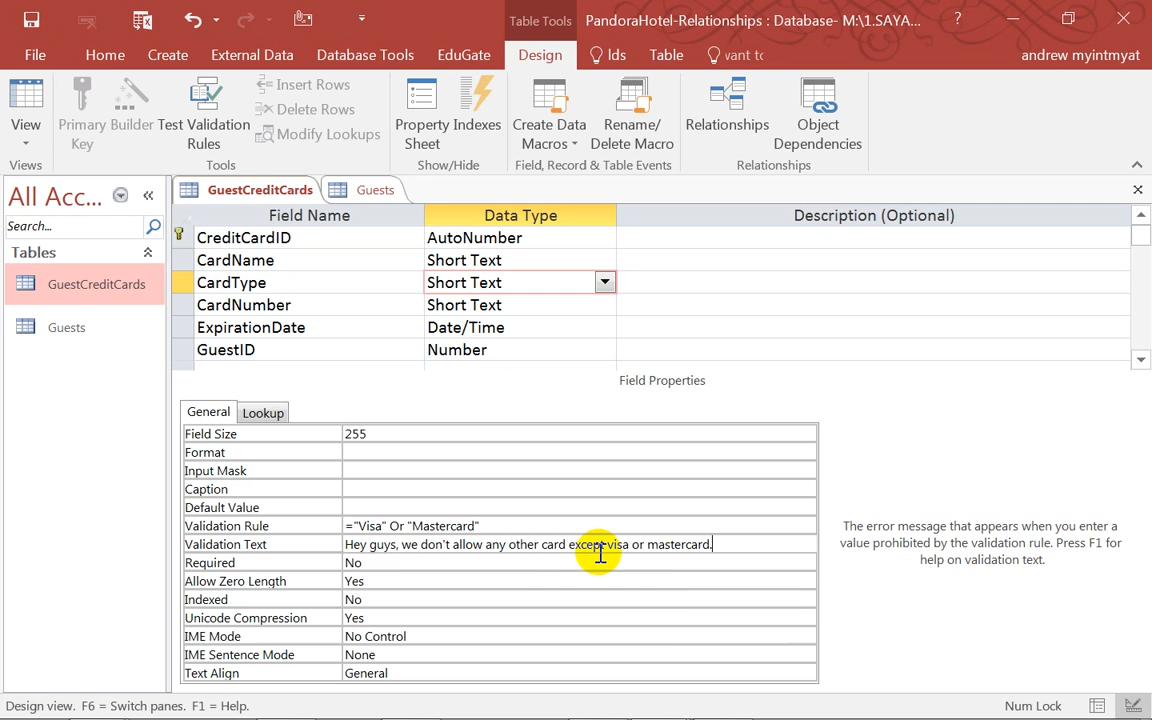 Table Tools
PandoraHotel-Relationships : Database- M:\1.SAYA...
?
File
Home
Create
External Data
Database Tools
EduGate
Design
lds
Table
want to
andrew myintmyat
View
Primary Key
Builder
Test Validation Rules
Insert Rows
Delete Rows
Modify Lookups
Property Sheet
Indexes
Create Data Macros
Rename/ Delete Macro
Relationships
Object Dependencies
Views
Tools
Show/Hide
Field, Record & Table Events
Relationships
All Acc...
Search...
Tables
GuestCreditCards
Guests
GuestCreditCards
Guests
Field Name
Data Type
Description (Optional)
CreditCardID
AutoNumber
CardName
Short Text
CardType
Short Text
CardNumber
Short Text
ExpirationDate
Date/Time
GuestID
Number
Field Properties
General
Lookup
Field Size
255
Format
Input Mask
Caption
Default Value
Validation Rule
="Visa" Or "Mastercard"
Validation Text
Hey guys, we don't allow any other card except visa or mastercard.
Required
No
Allow Zero Length
Yes
Indexed
No
Unicode Compression
Yes
IME Mode
No Control
IME Sentence Mode
None
Text Align
General
The error message that appears when you enter a
value prohibited by the validation rule. Press F1 for
help on validation text.
Design view. F6 = Switch panes. F1 = Help.
Num Lock